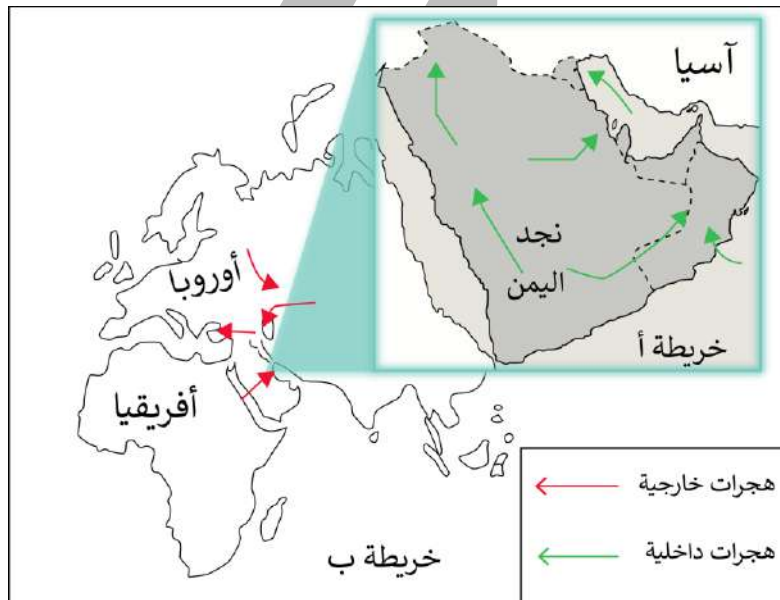 آسيا
نجد
اليمن
خريطة أ
أوروبا
أفريقيا
خريطة ب
هجرات خارجية
هجرات داخلية